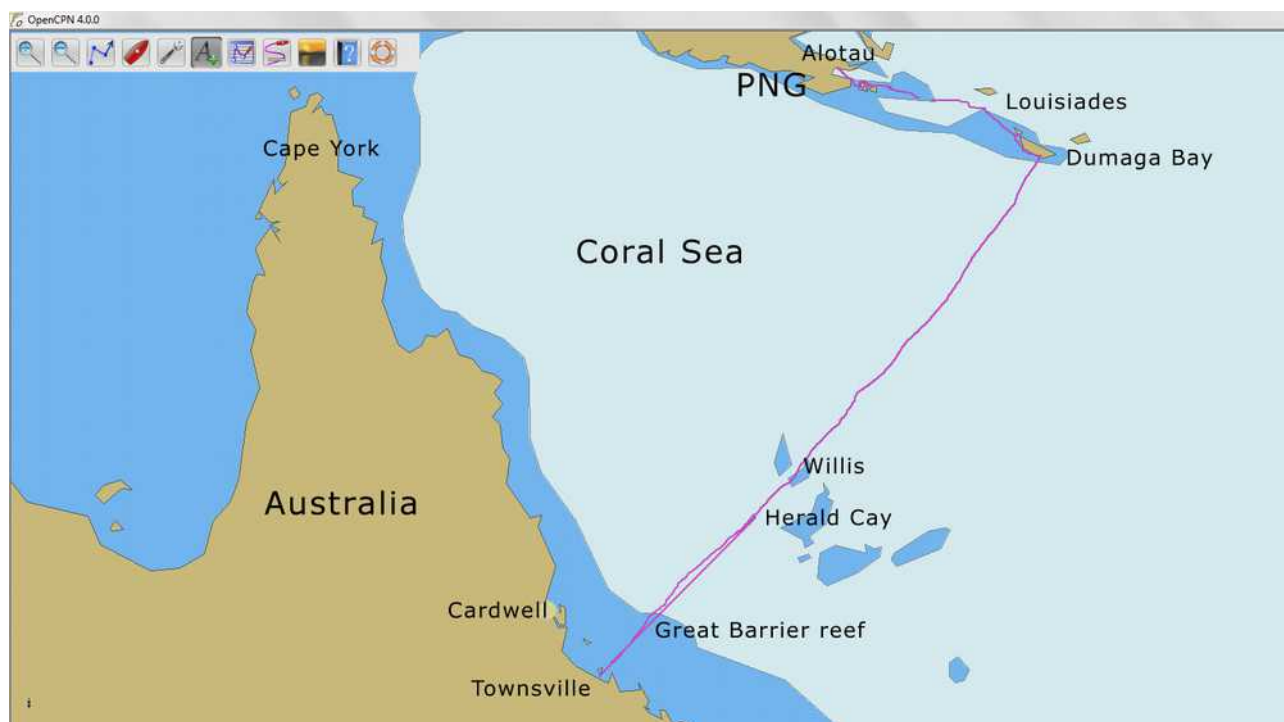 OpenCPN 4.0.0
Alotau
PNG
Louisiades
Cape York
Dumaga Bay
Coral Sea
Willis
Australia
Herald Cay
Cardwell
Great Barrier reef
Townsville